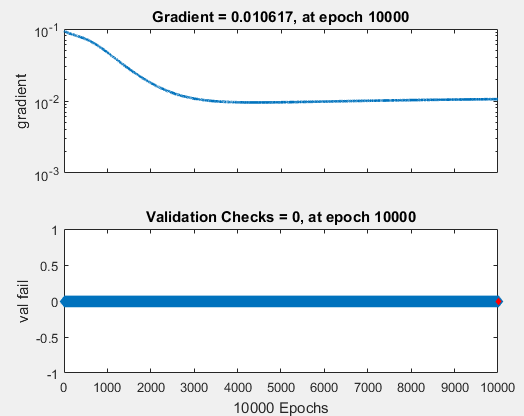 Gradient = 0.010617, at epoch 10000
10-1
10-2
10-3
gradient
Validation Checks = 0, at epoch 10000
1
0.5
0
-0.5
-1
val fail
0 1000 2000 3000 4000 5000 6000 7000 8000 9000 10000
10000 Epochs